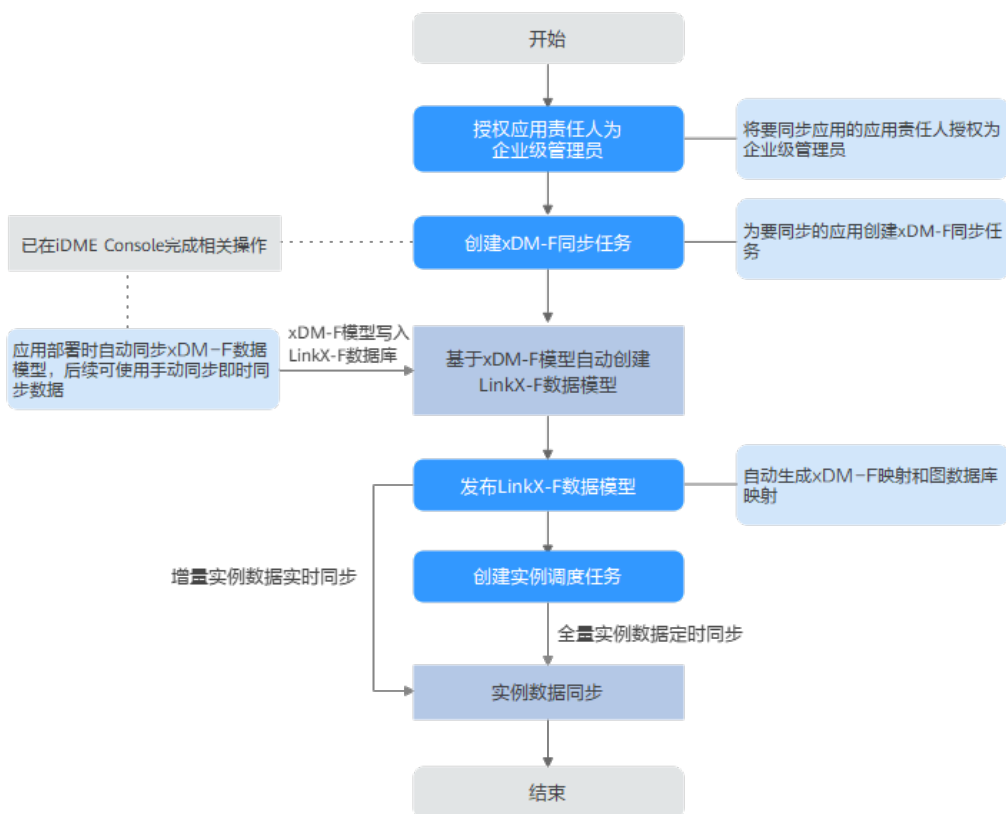 开始
授权应用责任人为
企业级管理员
将要同步应用的应用责任人授权为
企业级管理员
已在iDME Console完成相关操作
创建xDM-F同步任务
为要同步的应用创建xDM-F同步任
务
应用部署时自动同步xDM-F数据
模型，后续可使用手动同步即时同
步数据
xDM-F模型写入
LinkX-F数据库
基于xDM-F模型自动创建
LinkX-F数据模型
发布LinkX-F数据模型
自动生成xDM-F映射和图数据库
映射
增量实例数据实时同步
创建实例调度任务
全量实例数据定时同步
实例数据同步
结束